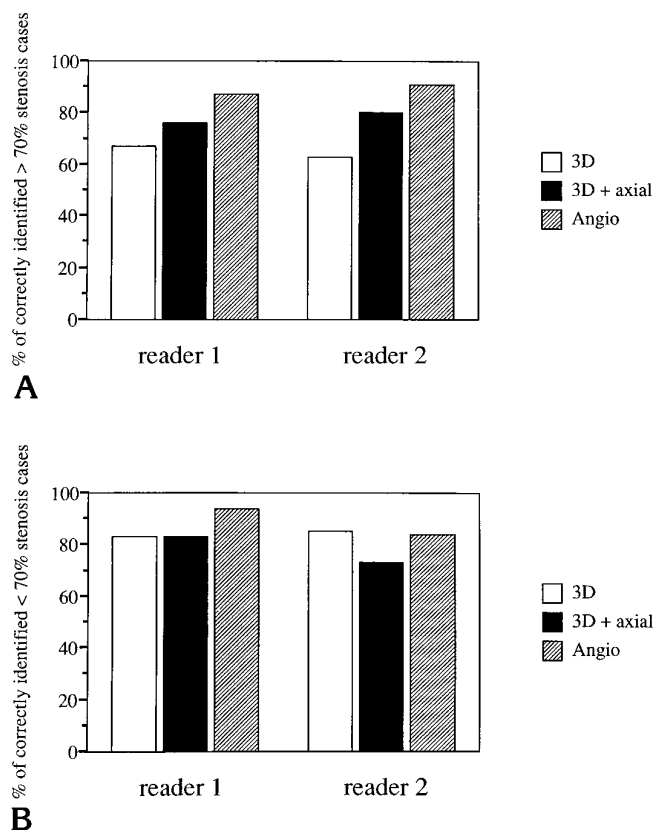 % of correctly identified > 70% stenosis cases
100
80
60
40
20
0
reader 1
reader 2
3D
3D + axial
Angio
A
% of correctly identified < 70% stenosis cases
100
80
60
40
20
0
reader 1
reader 2
3D
3D + axial
Angio
B